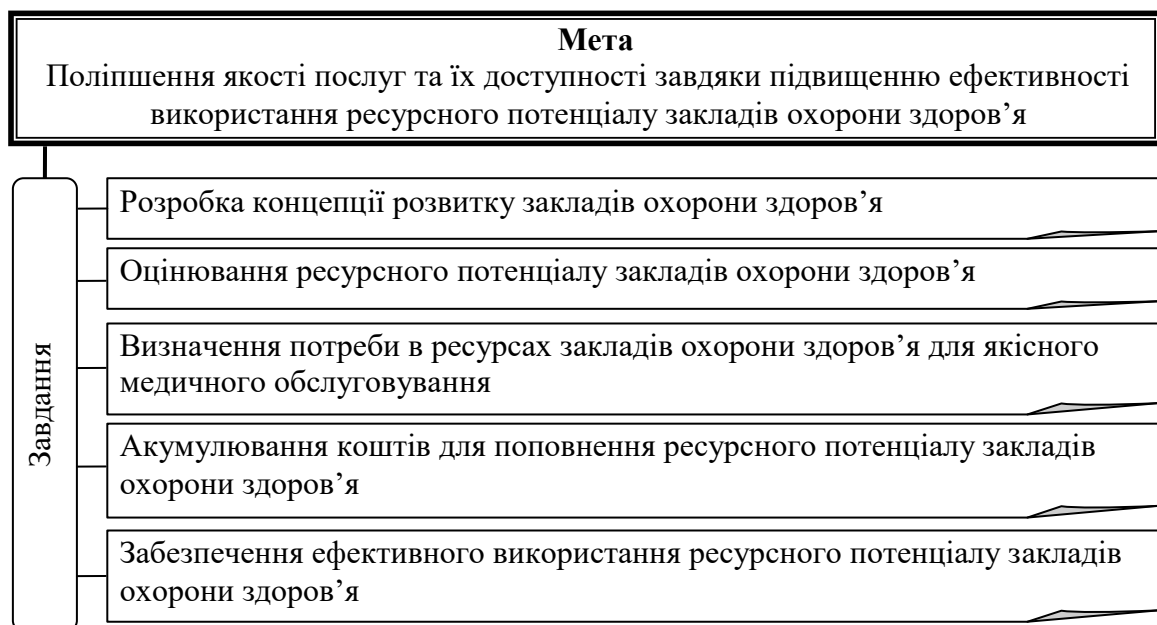 Мета
Поліпшення якості послуг та їх доступності завдяки підвищенню ефективності
використання ресурсного потенціалу закладів охорони здоров’я
Завдання
Розробка концепції розвитку закладів охорони здоров’я
Оцінювання ресурсного потенціалу закладів охорони здоров’я
Визначення потреби в ресурсах закладів охорони здоров’я для якісного
медичного обслуговування
Акумулювання коштів для поповнення ресурсного потенціалу закладів
охорони здоров’я
Забезпечення ефективного використання ресурсного потенціалу закладів
охорони здоров’я